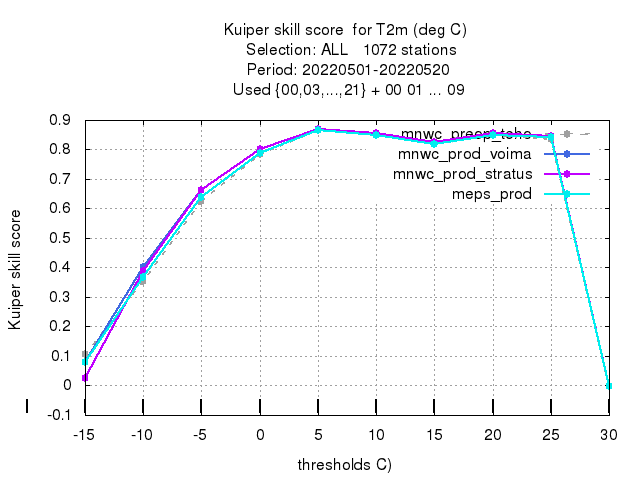 Kuiper skill score for T2m (deg C)
Selection: ALL 1072 stations
Period: 20220501-20220520
Used {00,03,...,21} + 00 01 ... 09
mnwc_preop_toho
mnwc_prod_voima
mnwc_prod_stratus
meps_prod
Kuiper skill score
0.9
0.8
0.7
0.6
0.5
0.4
0.3
0.2
0.1
0
-0.1
-15 -10 -5 0 5 10 15 20 25 30
thresholds C)